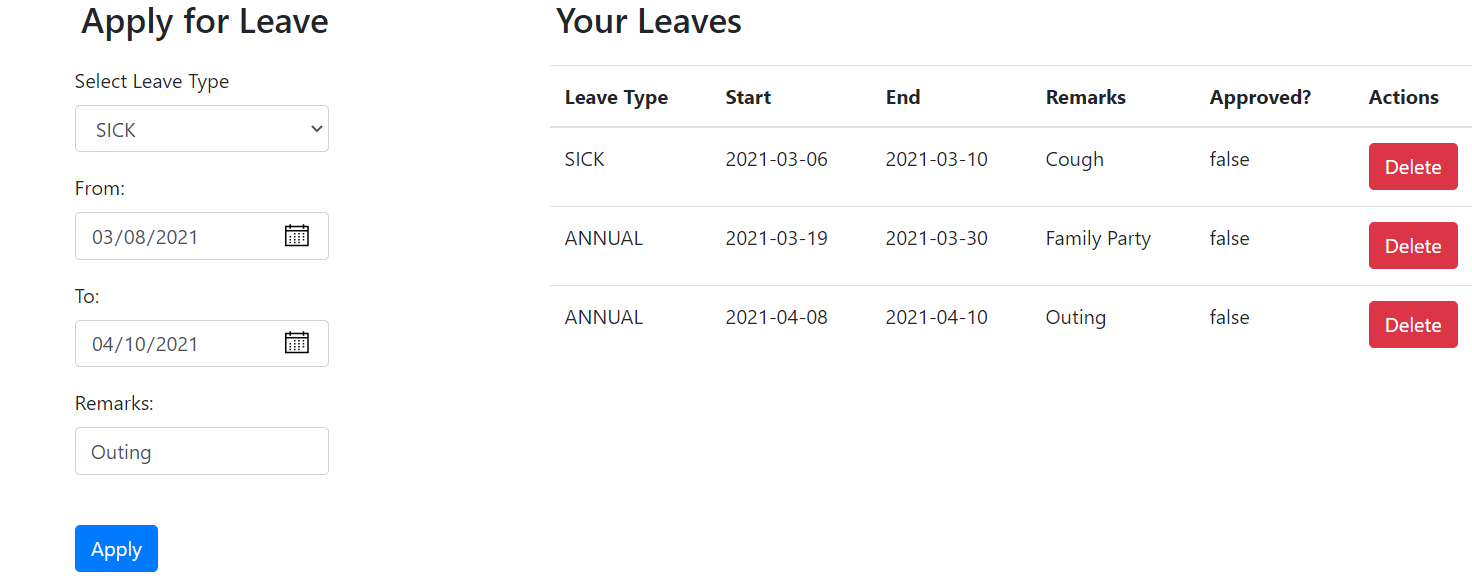 Apply for Leave
Select Leave Type
SICK
From:
03/08/2021
To:
04/10/2021
Remarks:
Outing
Apply
Your Leaves
Leave Type Start End Remarks Approved? Actions
SICK 2021-03-06 2021-03-10 Cough false Delete
ANNUAL 2021-03-19 2021-03-30 Family Party false Delete
ANNUAL 2021-04-08 2021-04-10 Outing false Delete